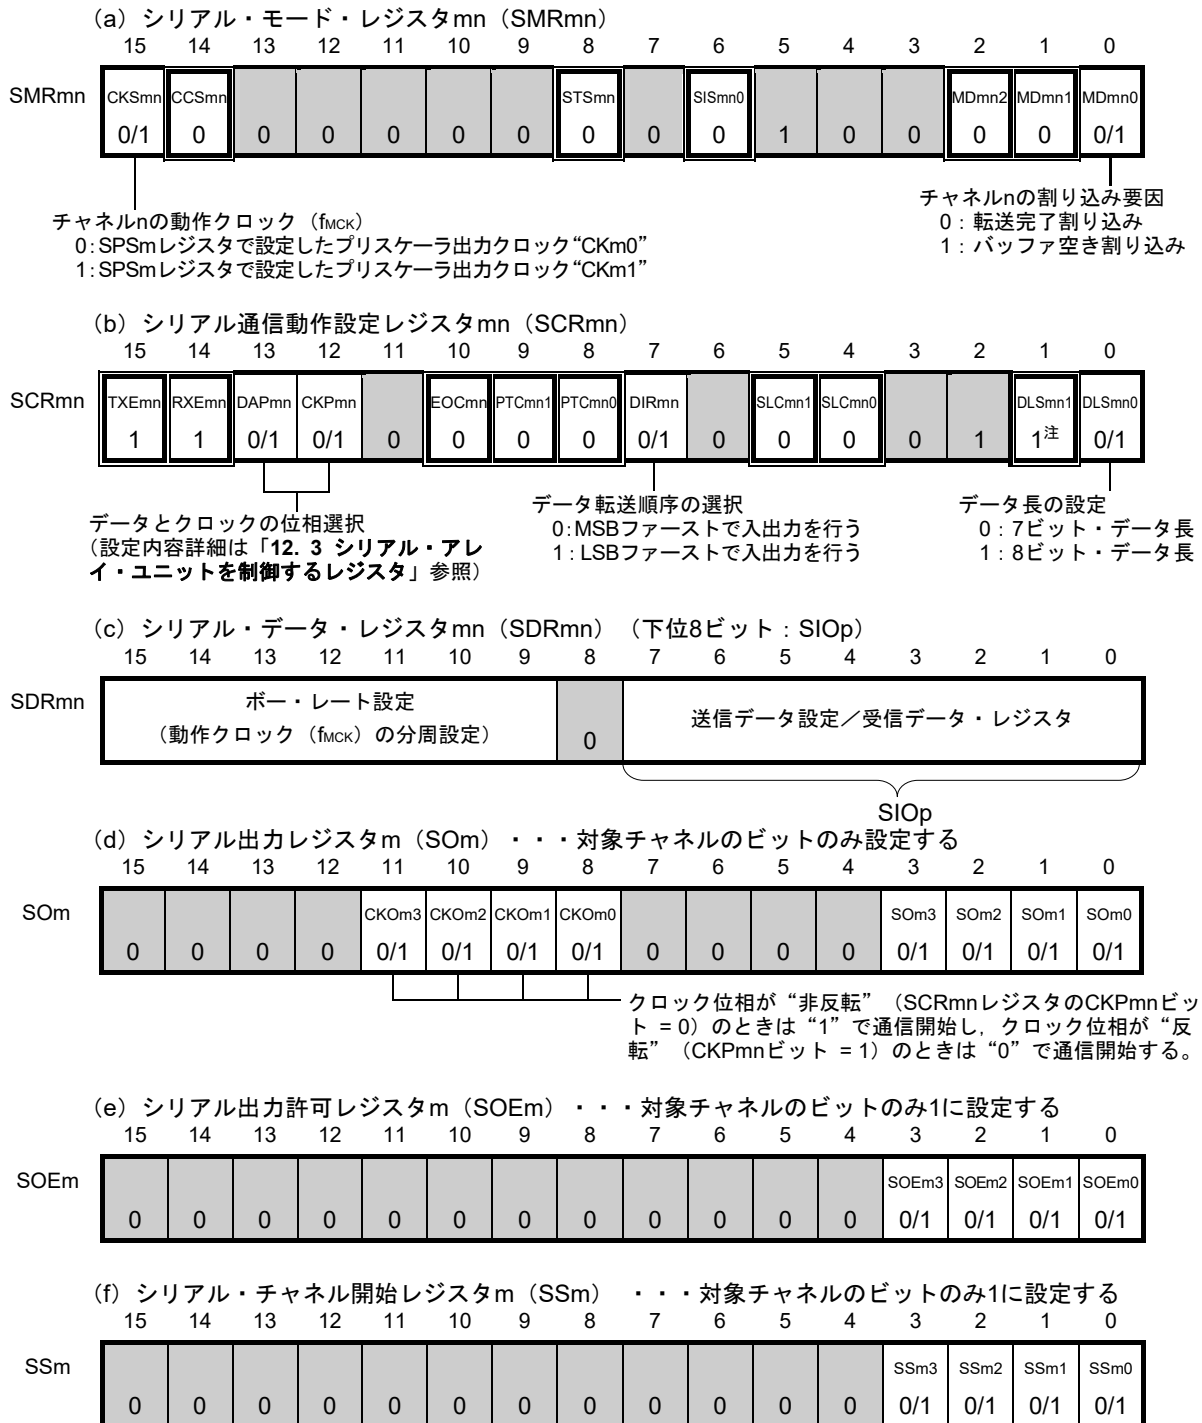 (a) シリアル・モード・レジスタmn (SMRmn)
15 14 13 12 11 10 9 8 7 6 5 4 3 2 1 0
SMRmn CKSmn CCSmn STSmn SISmn0 MDmn2 MDmn1 MDmn0
0/1 0 0 0 0 0 0 0 0 0 1 0 0 0 0 0/1
チャネルnの動作クロック (fMCK)
0:SPSmレジスタで設定したプリスケーラ出力クロック“CKm0”
1:SPSmレジスタで設定したプリスケーラ出力クロック“CKm1”
チャネルnの割り込み要因
0:転送完了割り込み
1:バッファ空き割り込み
(b) シリアル通信動作設定レジスタmn (SCRmn)
15 14 13 12 11 10 9 8 7 6 5 4 3 2 1 0
SCRmn TXEmn RXEmn DAPmn CKPmn EOCmn PTCmn1 PTCmn0 DIRmn SLCmn1 SLCmn0 DLSmn1 DLSmn0
1 1 0/1 0/1 0 0 0 0 0/1 0 0 0 0 1 1注 0/1
データとクロックの位相選択
(設定内容詳細は「12. 3 シリアル・アレ
イ・ユニットを制御するレジスタ」参照)
データ転送順序の選択
0:MSBファーストで入出力を行う
1:LSBファーストで入出力を行う
データ長の設定
0:7ビット・データ長
1:8ビット・データ長
(c) シリアル・データ・レジスタmn (SDRmn) (下位8ビット:SIOp)
15 14 13 12 11 10 9 8 7 6 5 4 3 2 1 0
SDRmn
ボー・レート設定
(動作クロック (fMCK) の分周設定)
0
送信データ設定/受信データ・レジスタ
SIOp
(d) シリアル出力レジスタm (SOm) ・・・対象チャネルのビットのみ設定する
15 14 13 12 11 10 9 8 7 6 5 4 3 2 1 0
SOm CKOm3 CKOm2 CKOm1 CKOm0 SOm3 SOm2 SOm1 SOm0
0 0 0 0 0/1 0/1 0/1 0/1 0 0 0 0 0/1 0/1 0/1 0/1
クロック位相が“非反転” (SCRmnレジスタのCKPmnビッ
ト = 0) のときは“1”で通信開始し,クロック位相が“反
転” (CKPmnビット = 1) のときは“0”で通信開始する。
(e) シリアル出力許可レジスタm (SOEm) ・・・対象チャネルのビットのみ1に設定する
15 14 13 12 11 10 9 8 7 6 5 4 3 2 1 0
SOEm SOEm3 SOEm2 SOEm1 SOEm0
0 0 0 0 0 0 0 0 0 0 0 0 0/1 0/1 0/1 0/1
(f) シリアル・チャネル開始レジスタm (SSm) ・・・対象チャネルのビットのみ1に設定する
15 14 13 12 11 10 9 8 7 6 5 4 3 2 1 0
SSm SSm3 SSm2 SSm1 SSm0
0 0 0 0 0 0 0 0 0 0 0 0 0/1 0/1 0/1 0/1